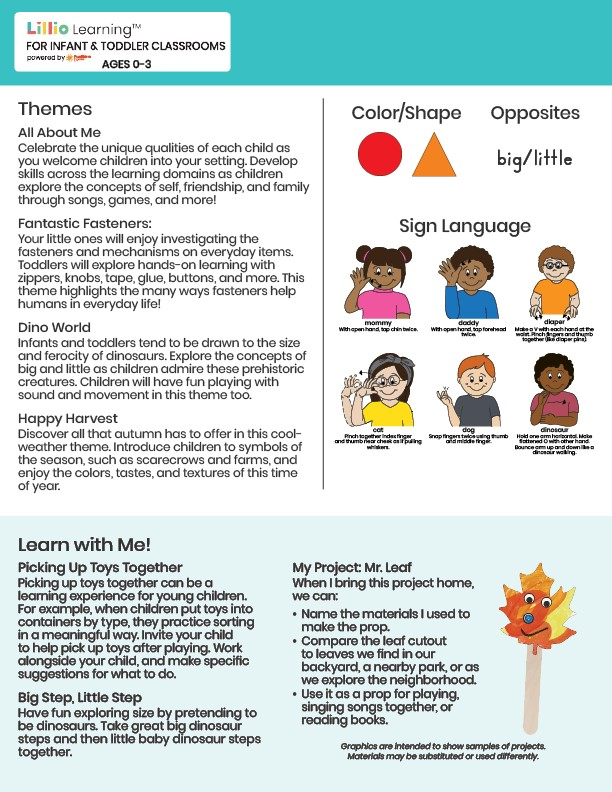 Lillio Learning™
FOR INFANT & TODDLER CLASSROOMS
powered by
AGES 0-3
Themes
All About Me
Celebrate the unique qualities of each child as
you welcome children into your setting. Develop
skills across the learning domains as children
explore the concepts of self, friendship, and family
through songs, games, and more!
Fantastic Fasteners:
Your little ones will enjoy investigating the
fasteners and mechanisms on everyday items.
Toddlers will explore hands-on learning with
zippers, knobs, tape, glue, buttons, and more. This
theme highlights the many ways fasteners help
humans in everyday life!
Dino World
Infants and toddlers tend to be drawn to the size
and ferocity of dinosaurs. Explore the concepts of
big and little as children admire these prehistoric
creatures. Children will have fun playing with
sound and movement in this theme too.
Happy Harvest
Discover all that autumn has to offer in this cool-
weather theme. Introduce children to symbols of
the season, such as scarecrows and farms, and
enjoy the colors, tastes, and textures of this time
of year.
Color/Shape
Opposites
big/little
Sign Language
mommy
With open hand, tap chin twice.
daddy
With open hand, tap forehead
twice.
diaper
Make a V with each hand at the
waist. Pinch fingers and thumb
together (like diaper pins).
cat
Pinch together index finger
and thumb near cheek as if pulling
whiskers.
dog
Snap fingers twice using thumb
and middle finger.
dinosaur
Hold one arm horizontal. Make
flattened O with other hand.
Bounce arm up and down like a
dinosaur walking.
Learn with Me!
Picking Up Toys Together
Picking up toys together can be a
learning experience for young children.
For example, when children put toys into
containers by type, they practice sorting
in a meaningful way. Invite your child
to help pick up toys after playing. Work
alongside your child, and make specific
suggestions for what to do.
Big Step, Little Step
Have fun exploring size by pretending to
be dinosaurs. Take great big dinosaur
steps and then little baby dinosaur steps
together.
My Project: Mr. Leaf
When I bring this project home,
we can:
• Name the materials I used to
make the prop.
• Compare the leaf cutout
to leaves we find in our
backyard, a nearby park, or as
we explore the neighborhood.
• Use it as a prop for playing,
singing songs together, or
reading books.
Graphics are intended to show samples of projects.
Materials may be substituted or used differently.